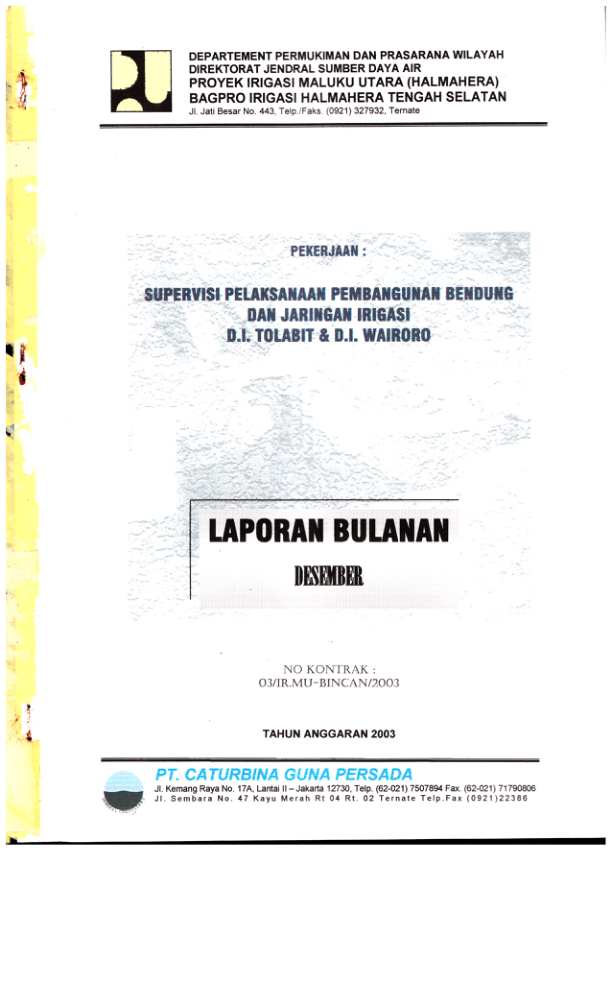 DEPARTEMENT PERMUKIMAN DAN PRASARANA WILAYAH
DIREKTORAT JENDRAL SUMBER DAYA AIR
PROYEK IRIGASI MALUKU UTARA (HALMAHERA)
BAGPRO IRIGASI HALMAHERA TENGAH SELATAN
Jl. Jati Besar No. 443, Telp./Faks. (0921) 327932, Ternate
PEKERJAAN :
SUPERVISI PELAKSANAAN PEMBANGUNAN BENDUNG
DAN JARINGAN IRIGASI
D.I. TOLABIT & D.I. WAIRORO
LAPORAN BULANAN
DESEMBER
NO KONTRAK :
03/IR.MU-BINCAN/2003
TAHUN ANGGARAN 2003
PT. CATURBINA GUNA PERSADA
Jl. Kemang Raya No. 17A, Lantai II – Jakarta 12730, Telp. (62-021) 7507894 Fax. (62-021) 71790806
Jl. Sembara No. 47 Kayu Merah Rt 04 Rt. 02 Ternate Telp.Fax (0921)22386